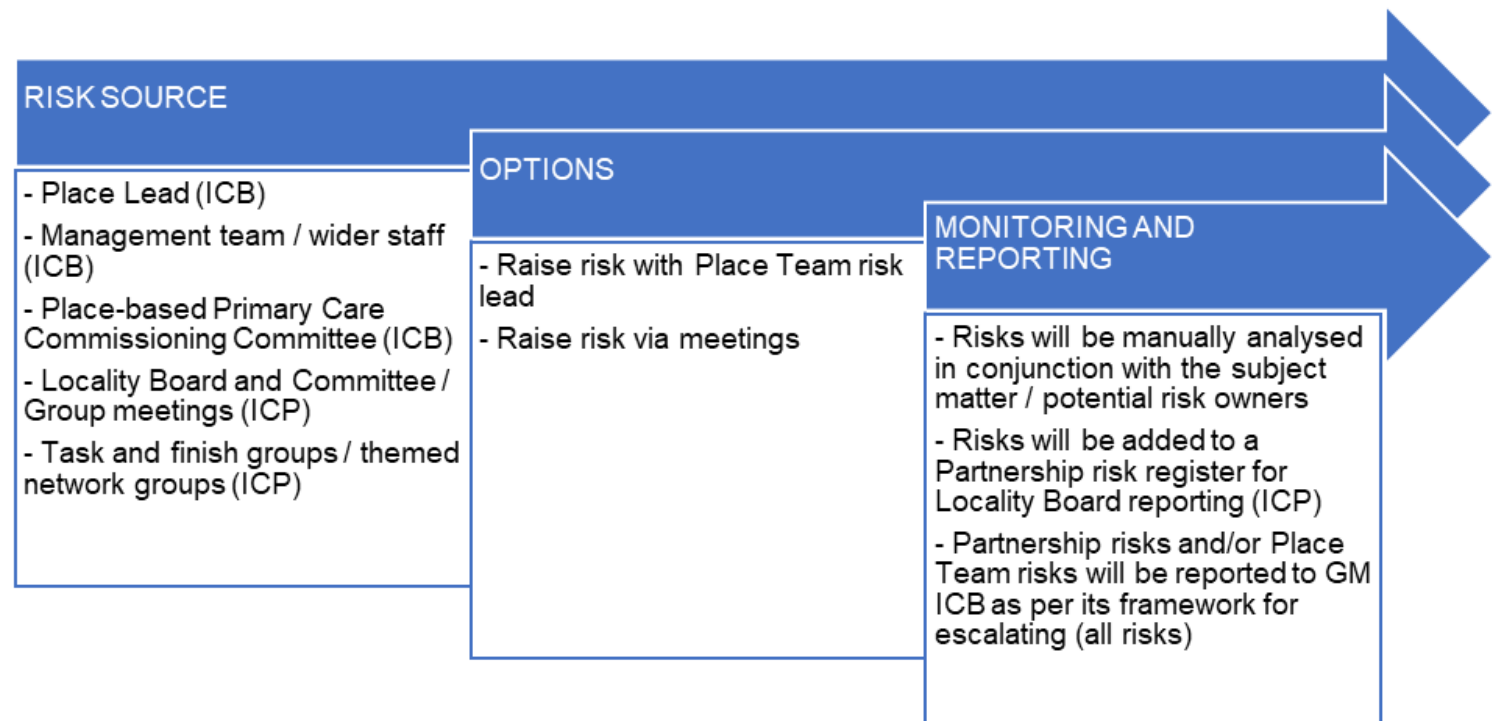 RISK SOURCE
- Place Lead (ICB)
- Management team / wider staff
(ICB)
- Place-based Primary Care
Commissioning Committee (ICB)
- Locality Board and Committee /
Group meetings (ICP)
- Task and finish groups / themed
network groups (ICP)
OPTIONS
- Raise risk with Place Team risk
lead
- Raise risk via meetings
MONITORING AND
REPORTING
- Risks will be manually analysed
in conjunction with the subject
matter / potential risk owners
- Risks will be added to a
Partnership risk register for
Locality Board reporting (ICP)
- Partnership risks and/or Place
Team risks will be reported to GM
ICB as per its framework for
escalating (all risks)